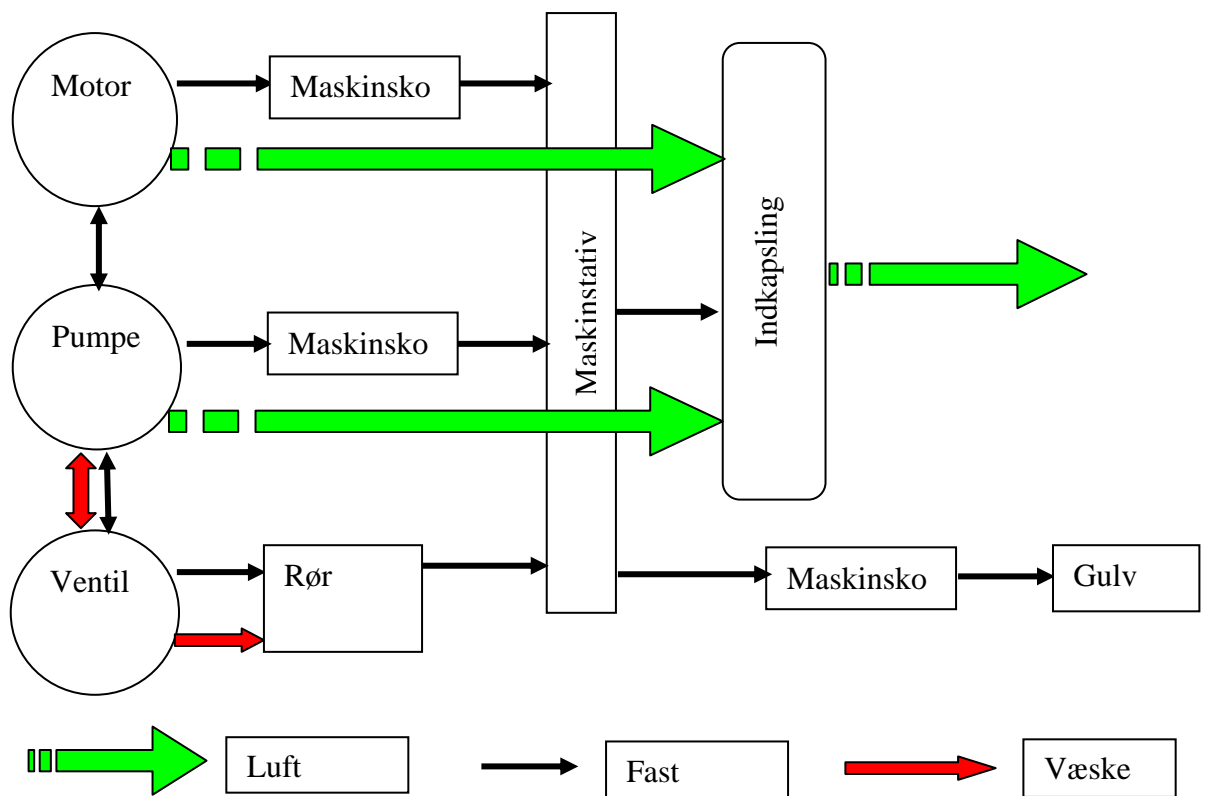 Motor
Maskinsko
Maskinstativ
Indkapsling
Pumpe
Maskinsko
Ventil
Rør
Maskinsko
Gulv
Luft
Fast
Væske